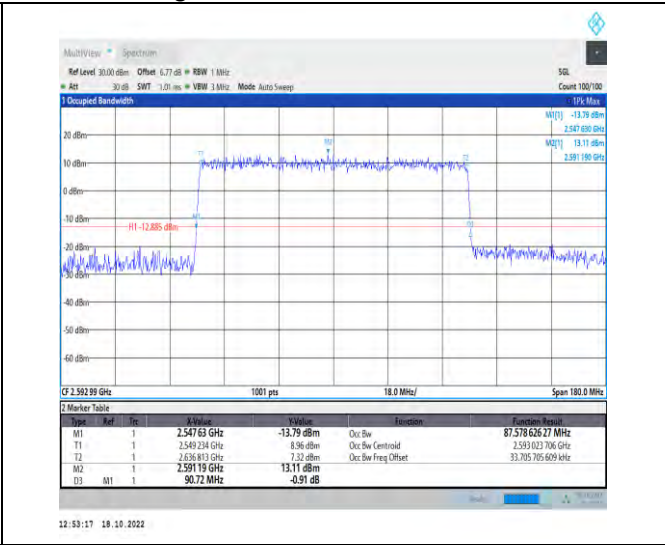 MultiView Spectrum
Ref Level 30.00 dBm Offset 6.77 dB RBW 1 MHz SGL
Att 30 dB SWT 1.01 ms VBW 3 MHz Mode Auto Sweep Count 100/100
1 Occupied Bandwidth 1Pk Max
M1[1] -13.79 dBm
2.547 630 GHz
M2[1] 13.11 dBm
2.591 190 GHz
20 dBm
10 dBm
0 dBm
-10 dBm
H1 -12.885 dBm
-20 dBm
-30 dBm
-40 dBm
-50 dBm
-60 dBm
CF 2.592 99 GHz 1001 pts 18.0 MHz/ Span 180.0 MHz
2 Marker Table
Type Ref Trc X-Value Y-Value Function Function Result
M1 1 2.547 63 GHz -13.79 dBm Occ Bw 87.578 626 27 MHz
T1 1 2.549 234 GHz 8.96 dBm Occ Bw Centroid 2.593 023 706 GHz
T2 1 2.636 813 GHz 7.32 dBm Occ Bw Freq Offset 33.705 705 609 kHz
M2 1 2.591 19 GHz 13.11 dBm
D3 M1 1 90.72 MHz -0.91 dB
12:53:17 18.10.2022